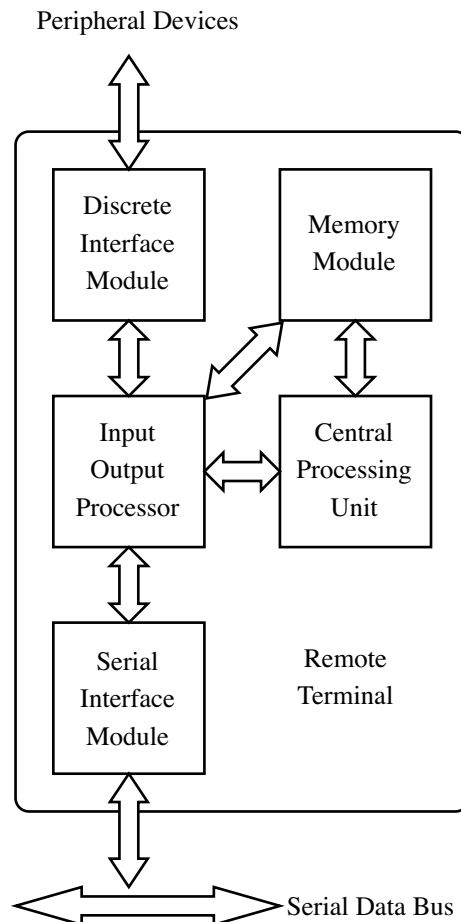 Peripheral Devices
Discrete
Interface
Module
Memory
Module
Input
Output
Processor
Central
Processing
Unit
Serial
Interface
Module
Remote
Terminal
Serial Data Bus